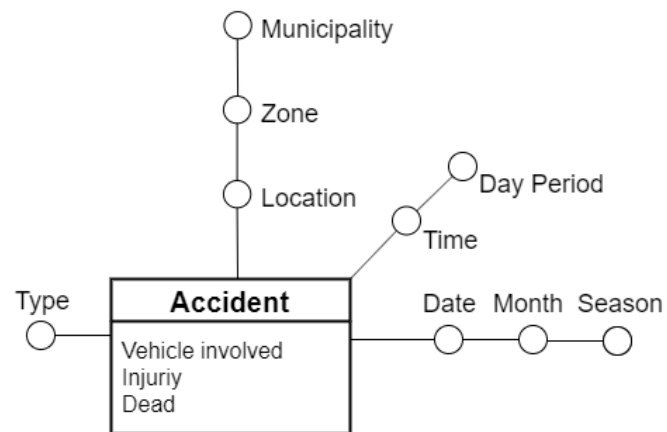 Municipality
Zone
Location
Day Period
Time
Type
Accident
Date Month Season
Vehicle involved
Injuriy
Dead